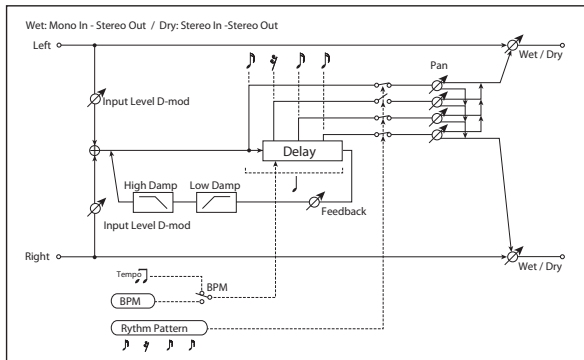 Wet: Mono In - Stereo Out / Dry: Stereo In -Stereo Out
Left
Wet / Dry
Pan
Input Level D-mod
Delay
High Damp
Low Damp
Feedback
Input Level D-mod
Right
Wet / Dry
Tempo
BPM
BPM
Rythm Pattern